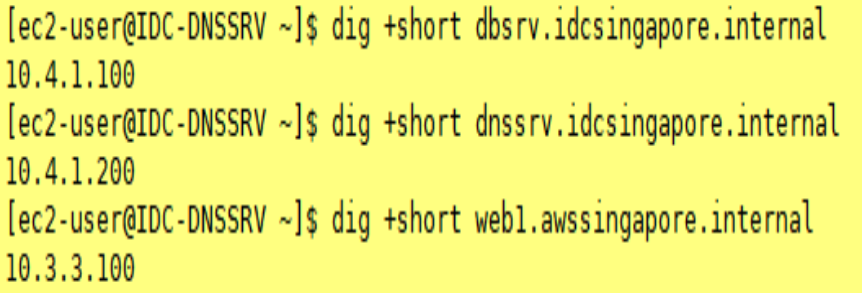 [ec2-user@IDC-DNSSRV ~]$ dig +short dbsrv.idcsingapore.internal
10.4.1.100
[ec2-user@IDC-DNSSRV ~]$ dig +short dnssrv.idcsingapore.internal
10.4.1.200
[ec2-user@IDC-DNSSRV ~]$ dig +short web1.awssingapore.internal
10.3.3.100